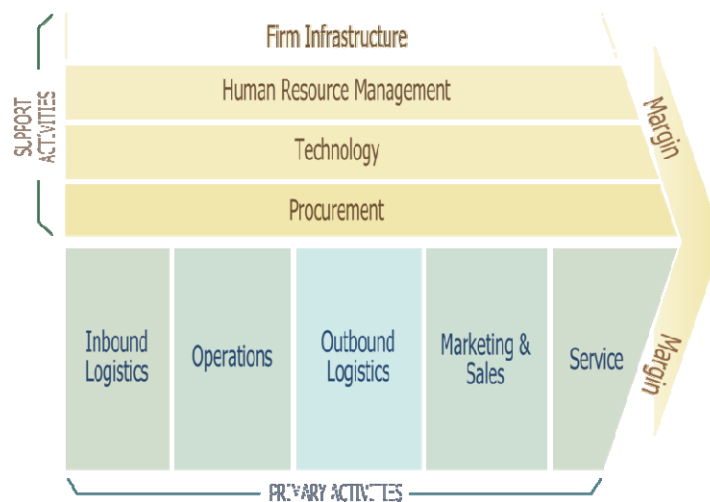 Firm Infrastructure
Human Resource Management
Technology
Procurement
SUPPORT
ACTIVITIES
Margin
Inbound
Logistics
Operations
Outbound
Logistics
Marketing &
Sales
Service
Margin
PRIMARY ACTIVITIES